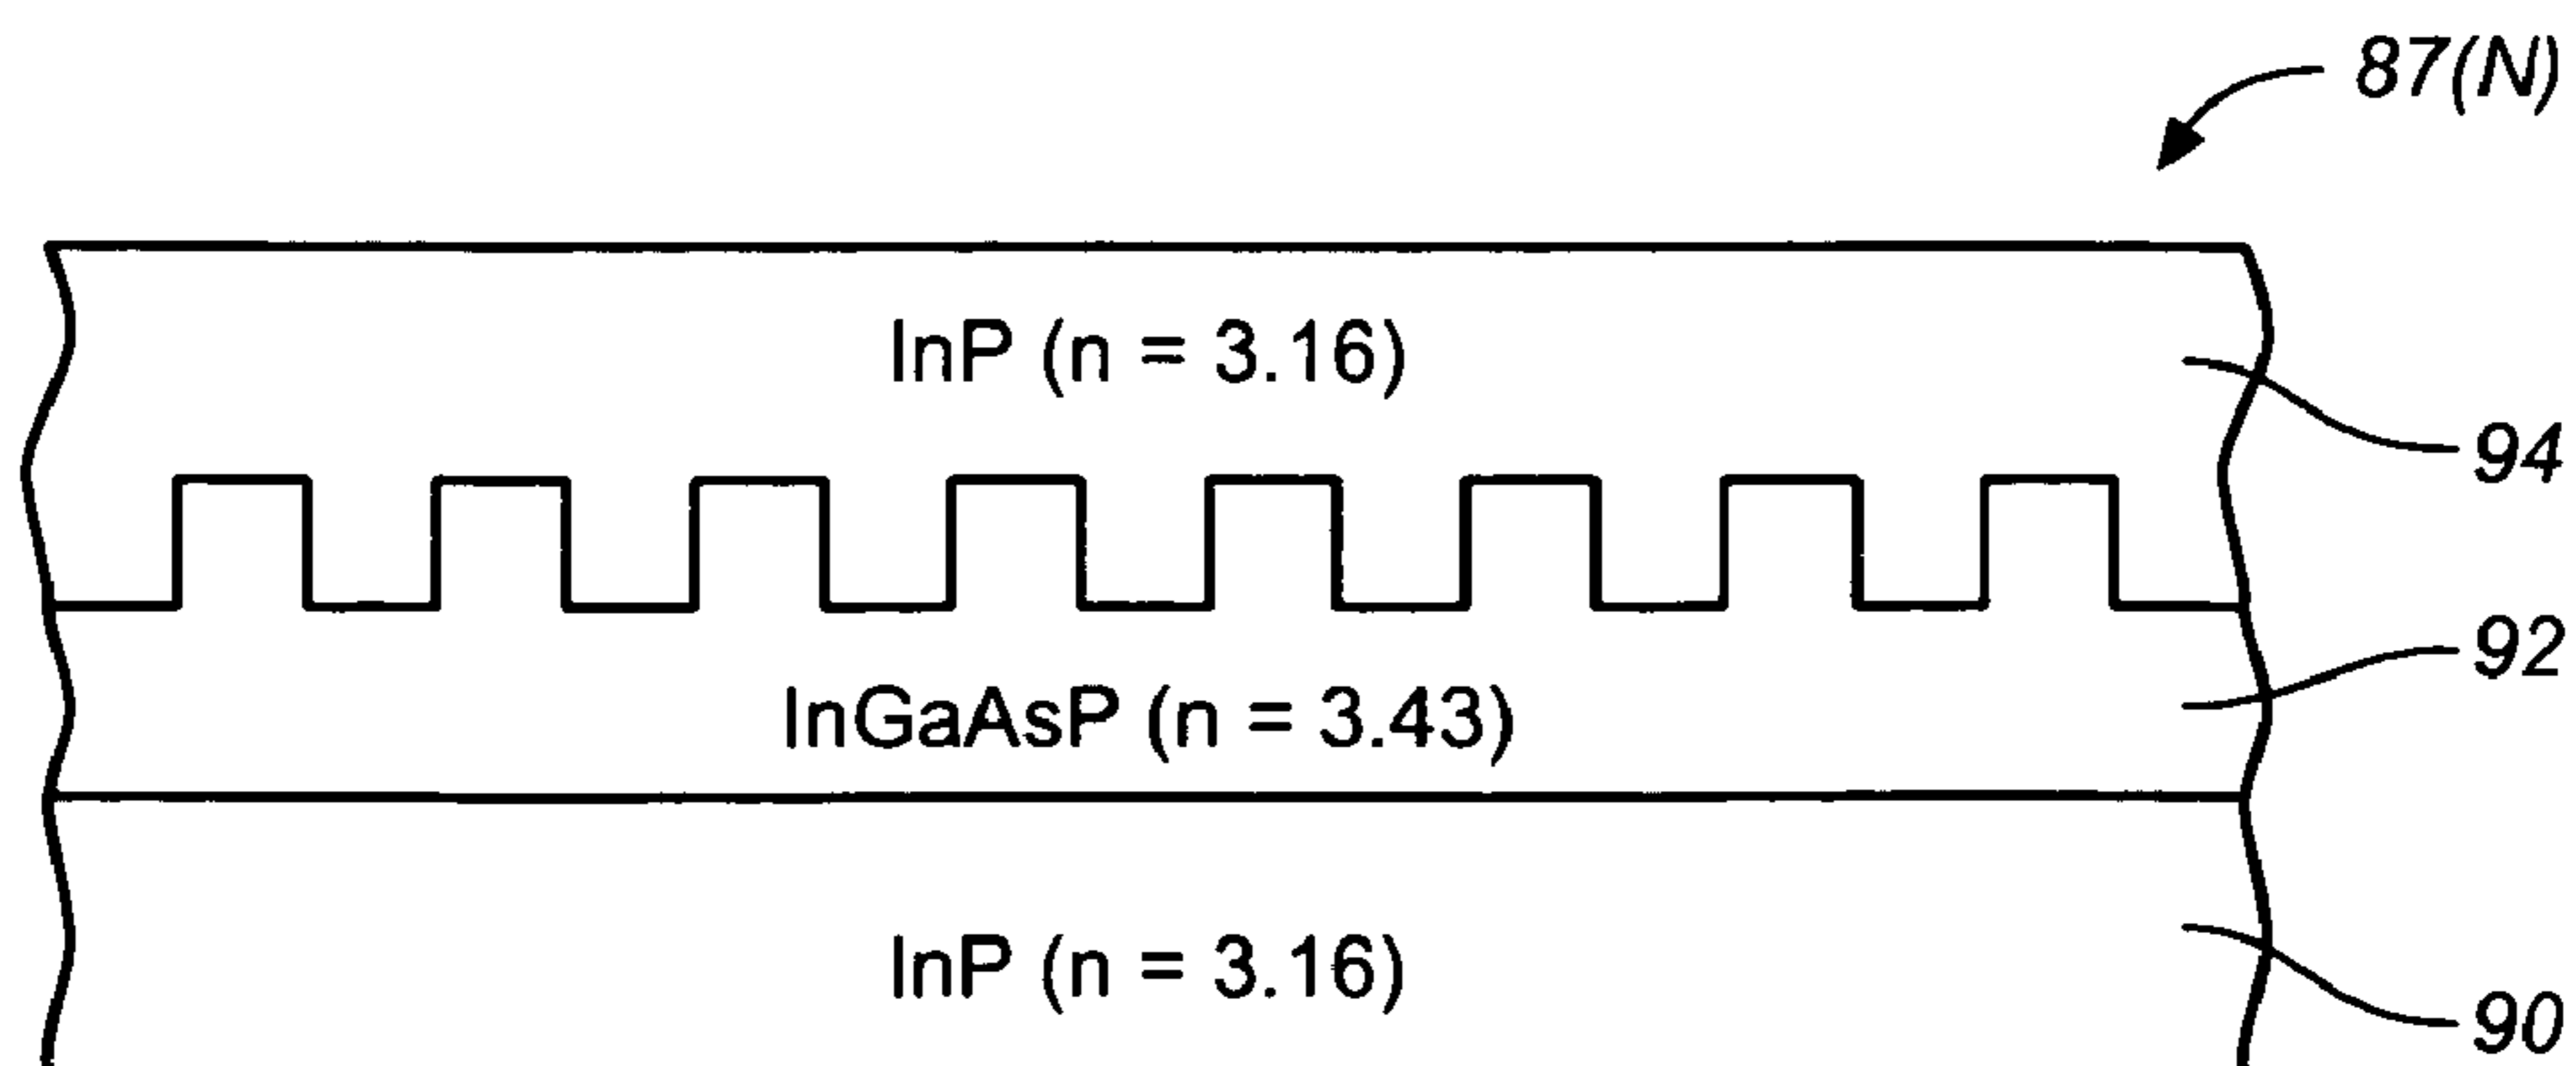 87(N)
InP (n = 3.16)
94
92
InGaAsP (n = 3.43)
InP (n = 3.16)
90